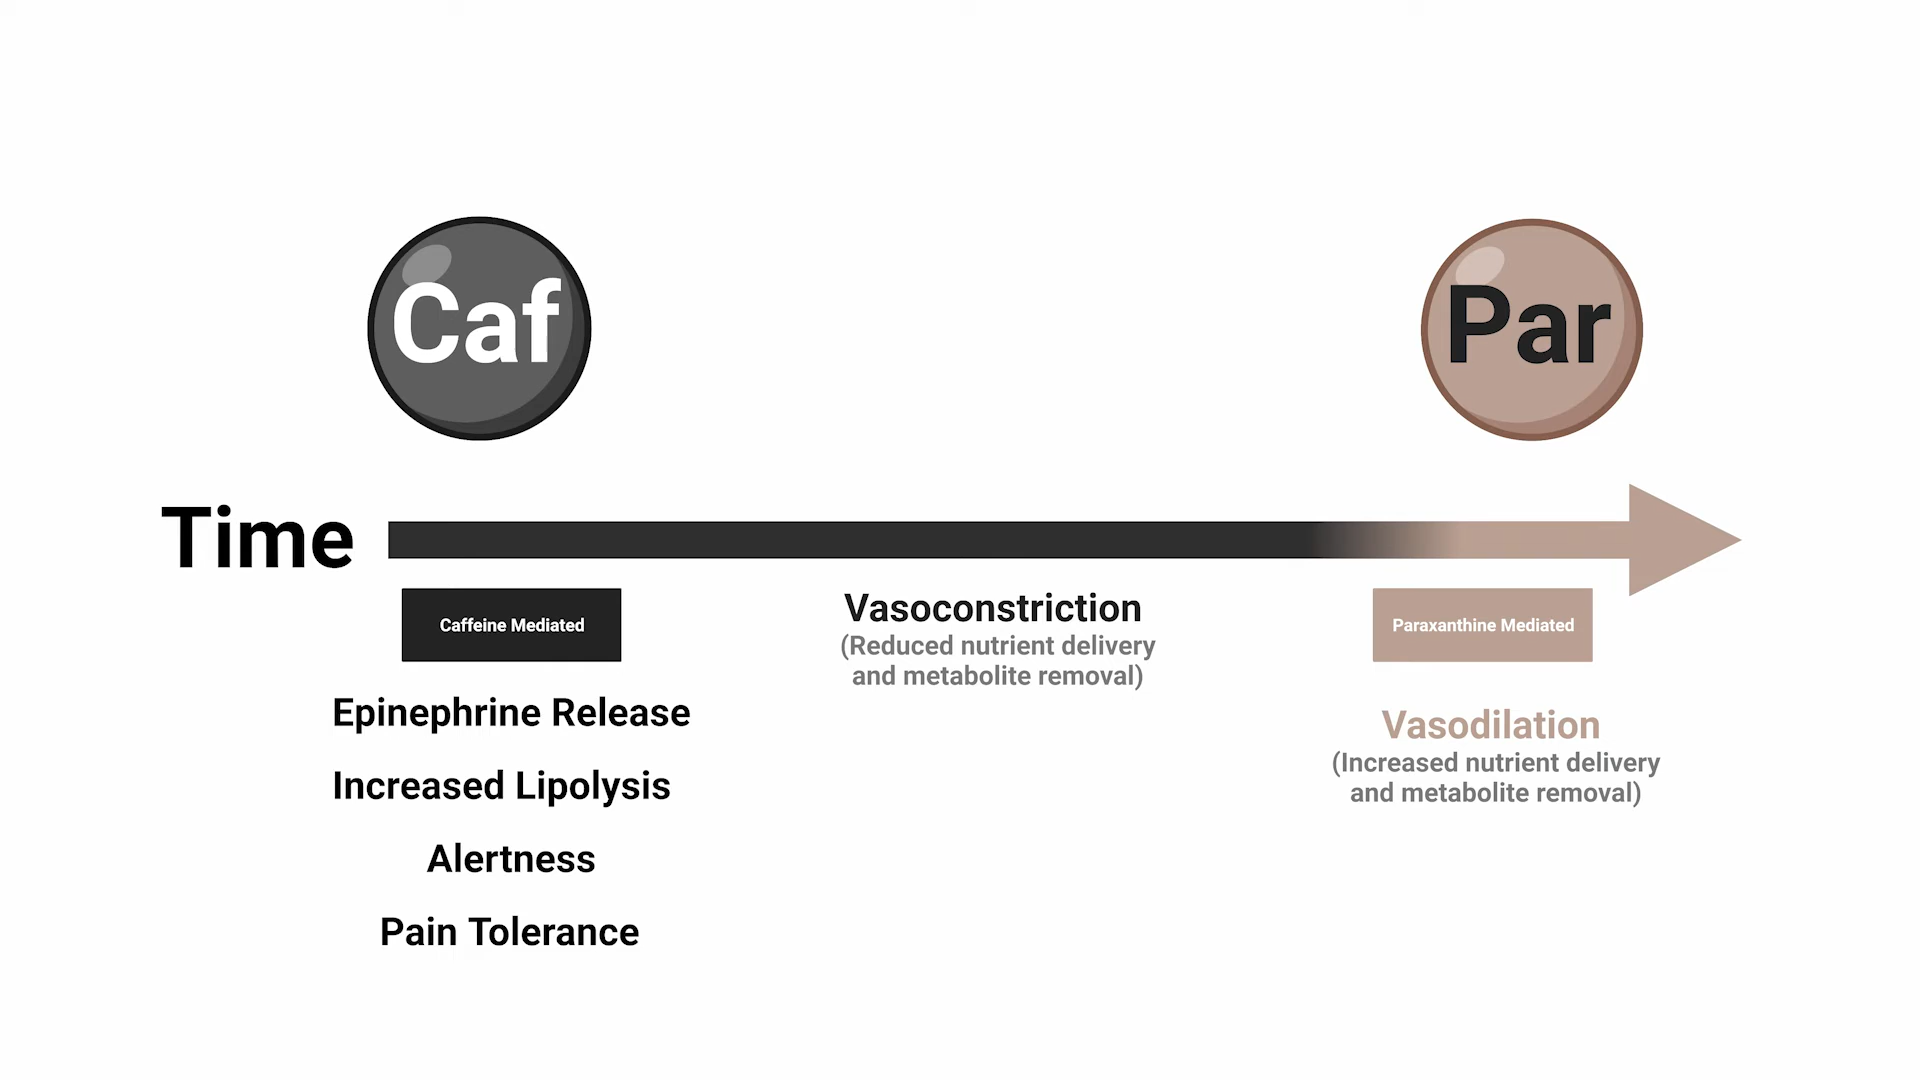 Caf
Par
Time
Caffeine Mediated
Epinephrine Release
Increased Lipolysis
Alertness
Pain Tolerance
Vasoconstriction
(Reduced nutrient delivery
and metabolite removal)
Paraxanthine Mediated
Vasodilation
(Increased nutrient delivery
and metabolite removal)